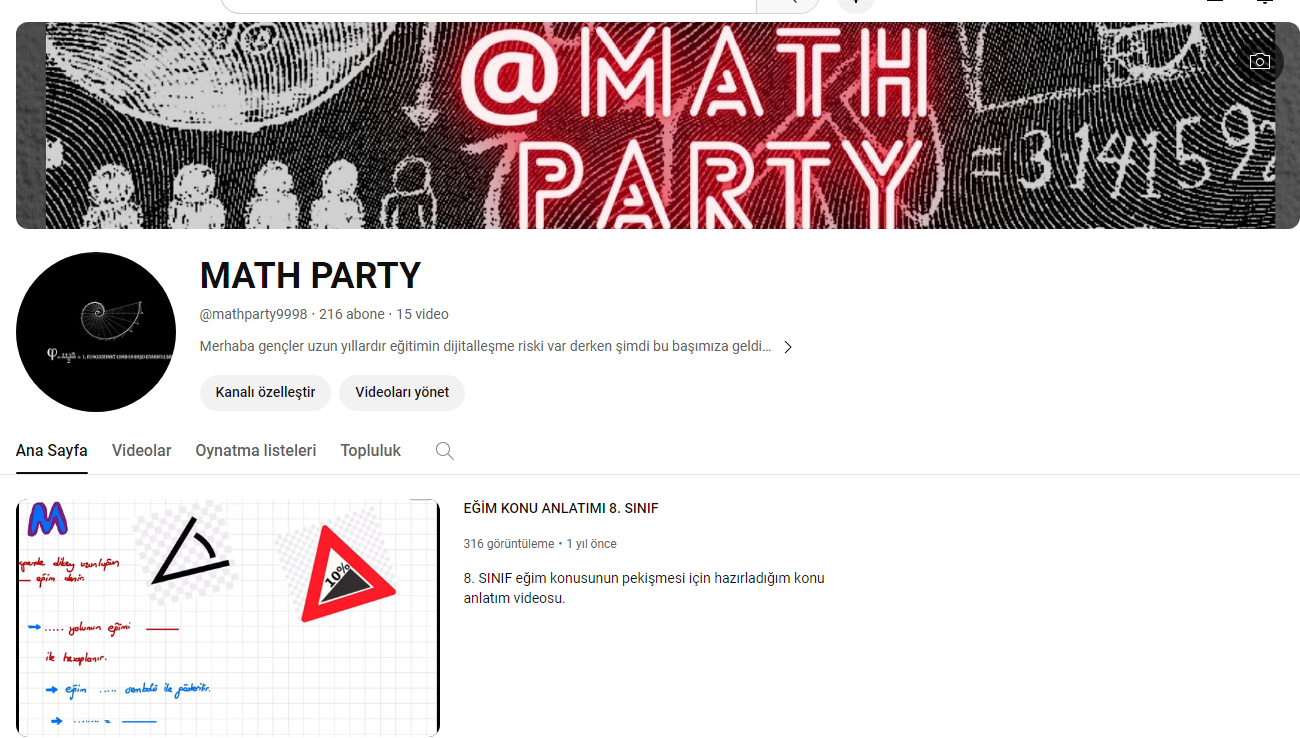 @MATH
PARTY
= 3.14159
MATH PARTY
@mathparty9998 · 216 abone · 15 video
Merhaba gençler uzun yıllardır eğitimin dijitalleşme riski var derken şimdi bu başımıza geldi...
Kanalı özelleştir
Videoları yönet
Ana Sayfa
Videolar
Oynatma listeleri
Topluluk
M
dikey uzunluğun
eğim denir.
10%
EĞİM KONU ANLATIMI 8. SINIF
316 görüntüleme • 1 yıl önce
8. SINIF eğim konusunun pekişmesi için hazırladığım konu
anlatım videosu.
..... yolunun eğimi
ile hesaplanır.
eğim ..... sembolü ile gösterilir.